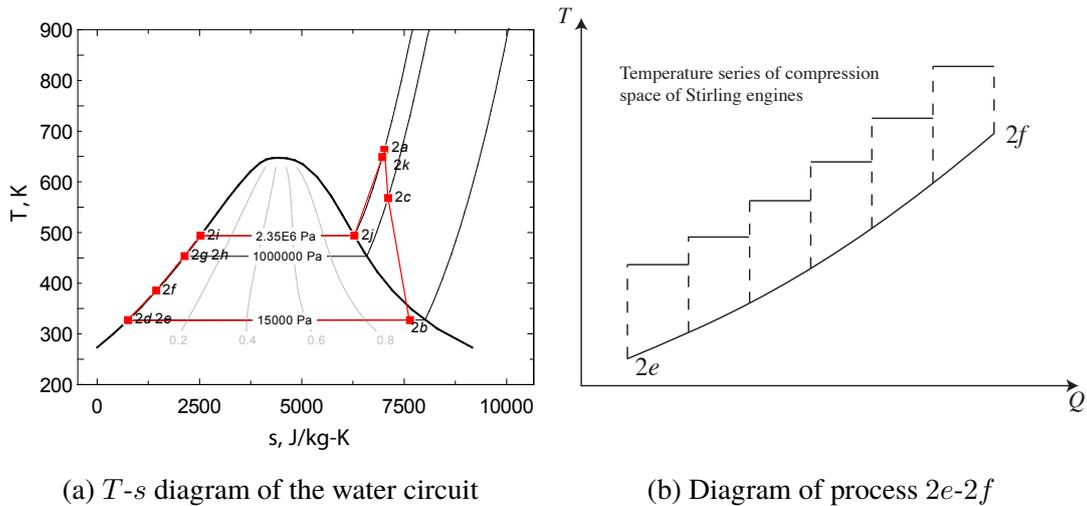 900
800
700
600
500
400
300
200
T, K
0
2500
5000
7500
10000
s, J/kg-K
2a
2k
2c
2i
2.35E6 Pa
2j
2g 2h
1000000 Pa
2f
2d 2e
15000 Pa
2b
0.2
0.4
0.6
0.8
(a) T-s diagram of the water circuit
T
Temperature series of compression
space of Stirling engines
2f
2e
Q
(b) Diagram of process 2e-2f